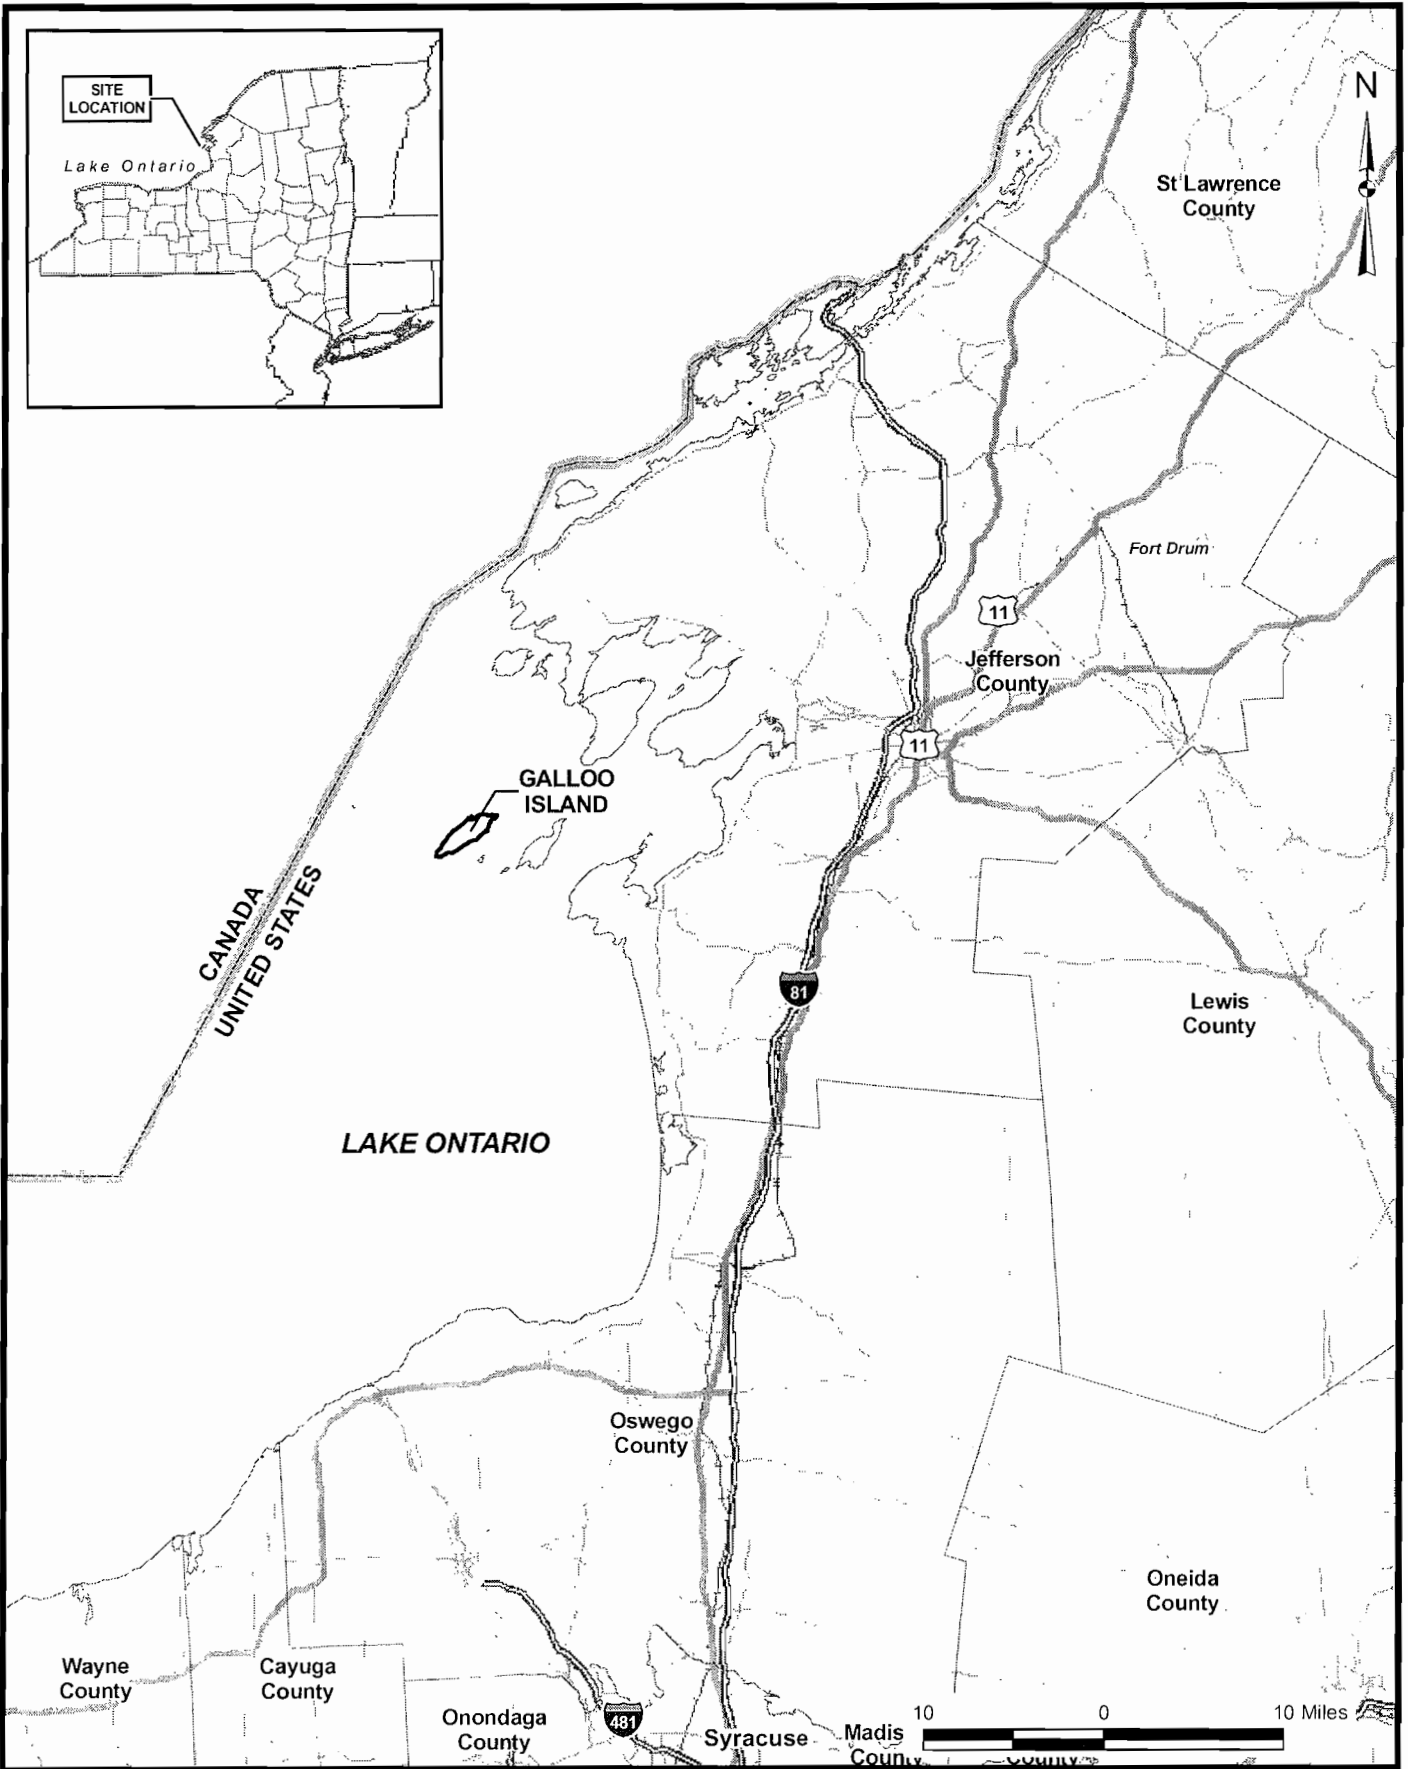 SITE
LOCATION
Lake Ontario
N
St Lawrence
County
Fort Drum
11
Jefferson
County
11
GALLOO
ISLAND
CANADA
UNITED STATES
81
Lewis
County
LAKE ONTARIO
Oswego
County
Oneida
County
Wayne
County
Cayuga
County
Onondaga
County
481
Syracuse
Madis
County
County
10 0 10 Miles